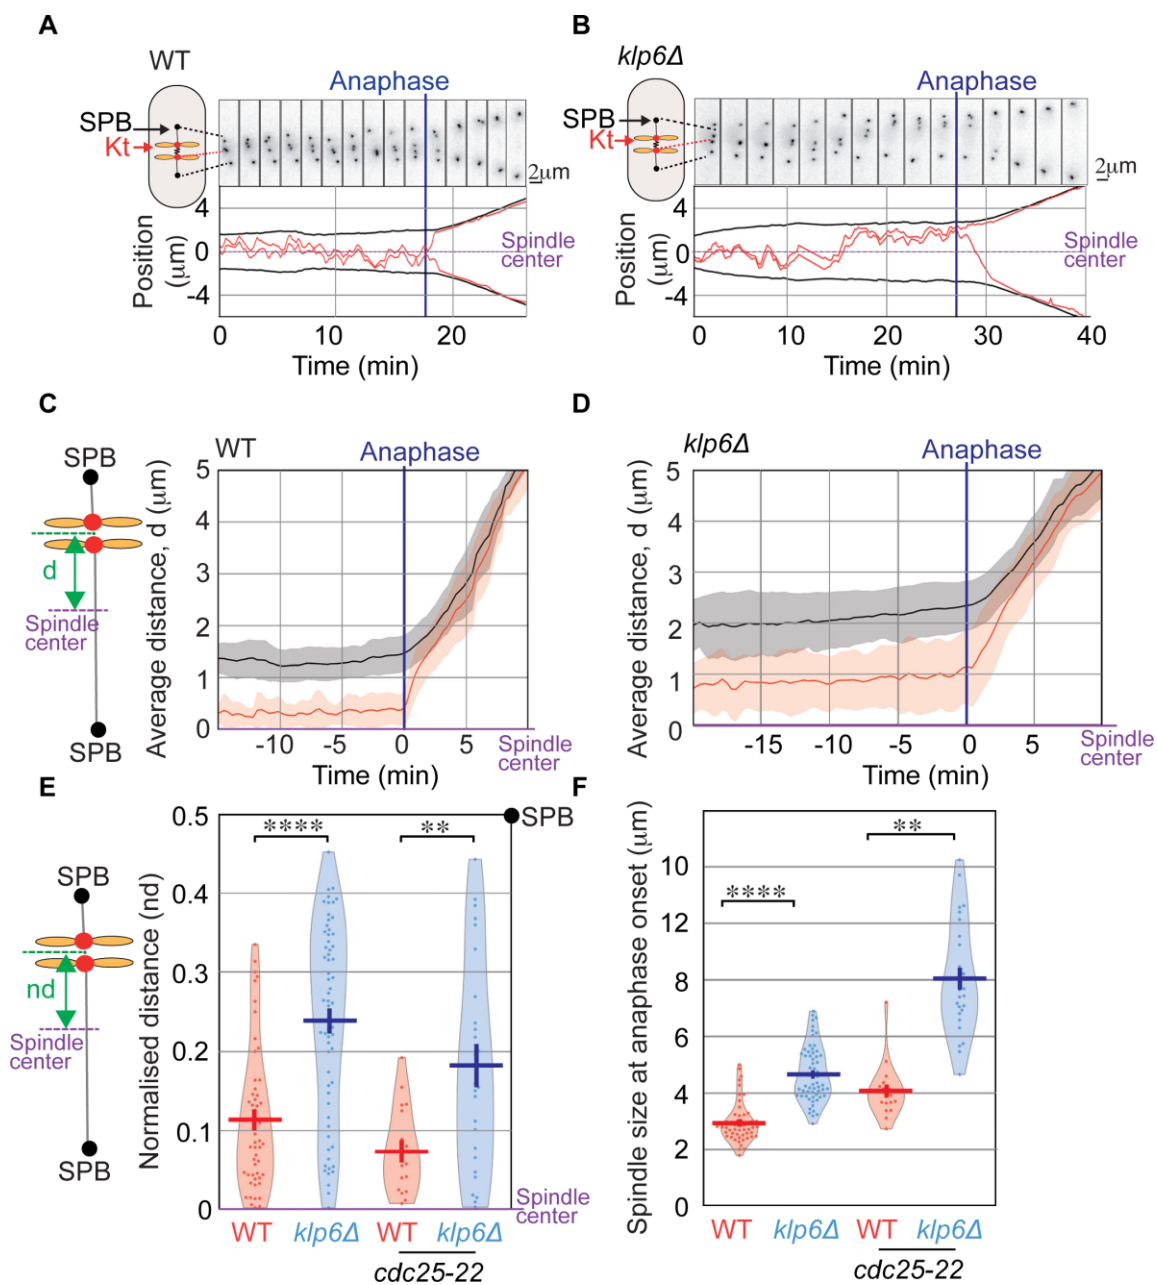 A
WT
Anaphase
SPB
Kt
2μm
4
0
-4
Position
(μm)
Spindle
center
0
10
20
Time (min)
B
klp6Δ
Anaphase
SPB
Kt
2μm
4
0
-4
Position
(μm)
Spindle
center
0
10
20
30
40
Time (min)
C
WT
Anaphase
SPB
d
Spindle
center
SPB
Average distance, d (μm)
5
4
3
2
1
0
-10
-5
0
5
Spindle
center
Time (min)
D
klp6Δ
Anaphase
Average distance, d (μm)
5
4
3
2
1
0
-15
-10
-5
0
5
Spindle
center
Time (min)
E
SPB
nd
Spindle
center
SPB
Normalised distance (nd)
0.5
0.4
0.3
0.2
0.1
0
****
**
SPB
Spindle
center
WT
klp6Δ
WT
klp6Δ
cdc25-22
F
Spindle size at anaphase onset (μm)
10
12
8
6
4
2
0
****
**
WT
klp6Δ
WT
klp6Δ
cdc25-22